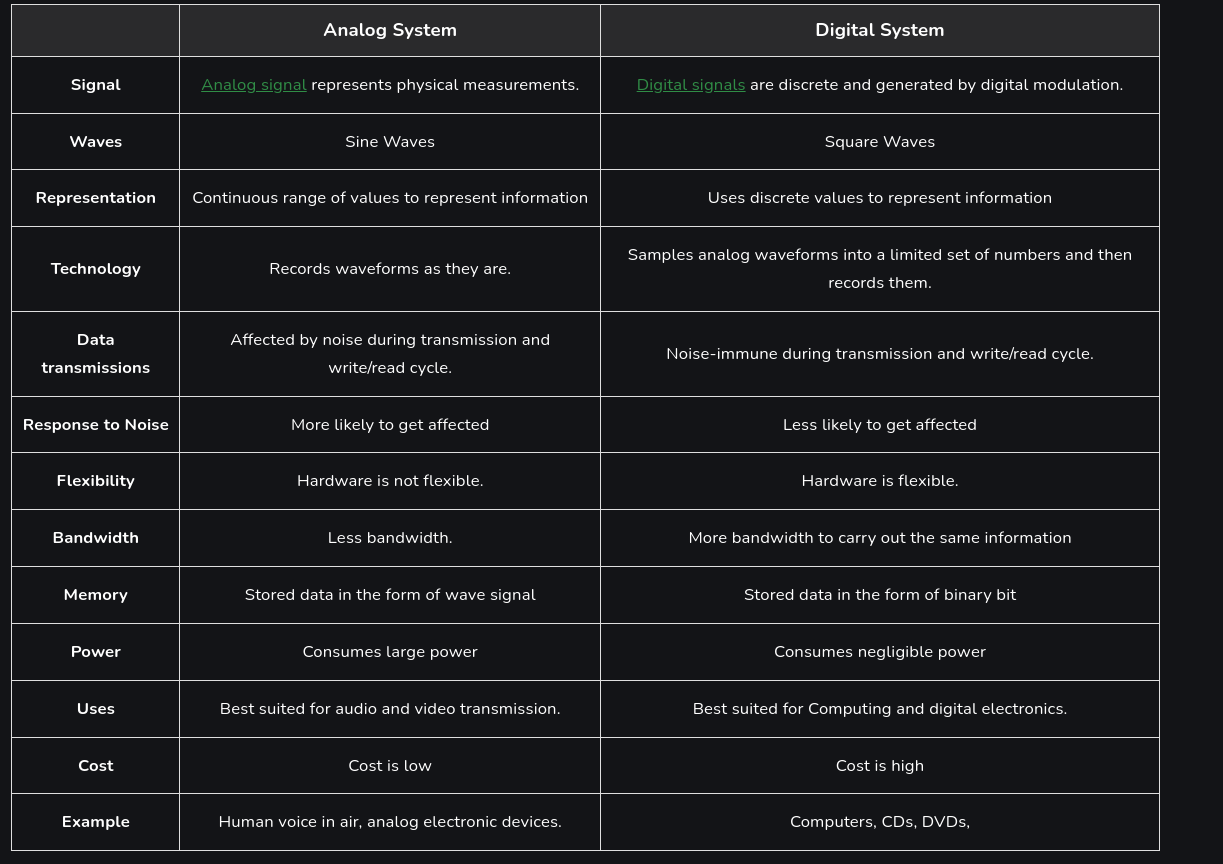 Analog System Digital System
Signal Analog signal represents physical measurements. Digital signals are discrete and generated by digital modulation.
Waves Sine Waves Square Waves
Representation Continuous range of values to represent information Uses discrete values to represent information
Technology Records waveforms as they are. Samples analog waveforms into a limited set of numbers and then
records them.
Data
transmissions
Affected by noise during transmission and
write/read cycle.
Noise-immune during transmission and write/read cycle.
Response to Noise More likely to get affected Less likely to get affected
Flexibility Hardware is not flexible. Hardware is flexible.
Bandwidth Less bandwidth. More bandwidth to carry out the same information
Memory Stored data in the form of wave signal Stored data in the form of binary bit
Power Consumes large power Consumes negligible power
Uses Best suited for audio and video transmission. Best suited for Computing and digital electronics.
Cost Cost is low Cost is high
Example Human voice in air, analog electronic devices. Computers, CDs, DVDs,